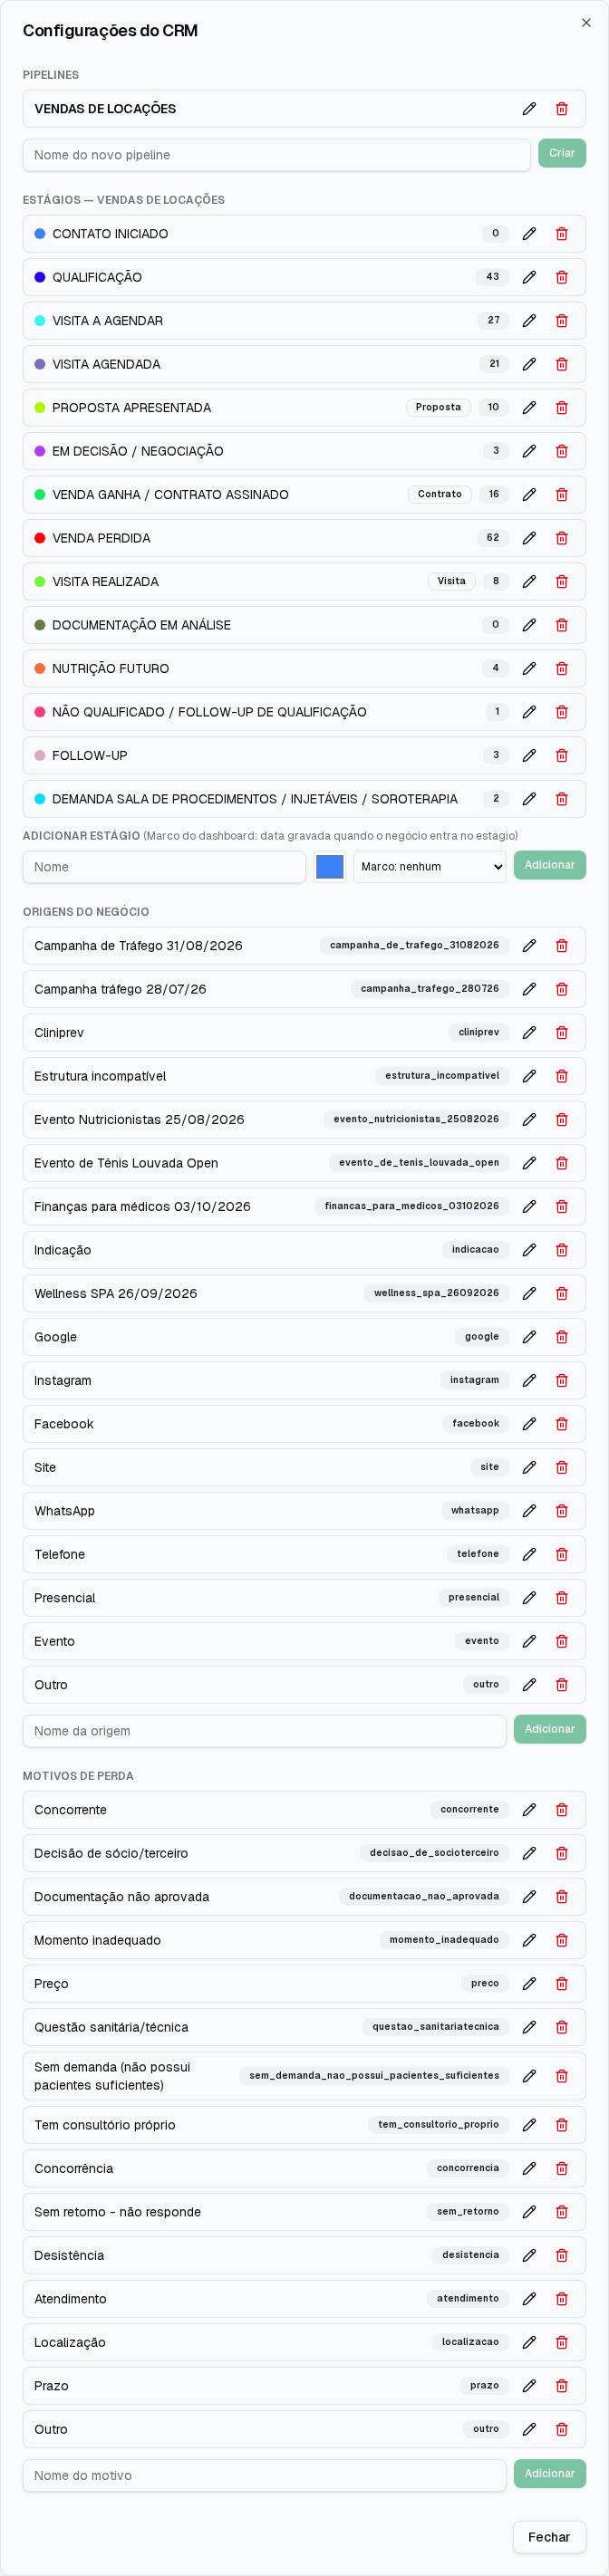 Configurações do CRM
PIPELINES
VENDAS DE LOCAÇÕES
Nome do novo pipeline Criar
ESTÁGIOS — VENDAS DE LOCAÇÕES
CONTATO INICIADO 0
QUALIFICAÇÃO 43
VISITA A AGENDAR 27
VISITA AGENDADA 21
PROPOSTA APRESENTADA Proposta 10
EM DECISÃO / NEGOCIAÇÃO 3
VENDA GANHA / CONTRATO ASSINADO Contrato 16
VENDA PERDIDA 62
VISITA REALIZADA Visita 8
DOCUMENTAÇÃO EM ANÁLISE 0
NUTRIÇÃO FUTURO 4
NÃO QUALIFICADO / FOLLOW-UP DE QUALIFICAÇÃO 1
FOLLOW-UP 3
DEMANDA SALA DE PROCEDIMENTOS / INJETÁVEIS / SOROTERAPIA 2
ADICIONAR ESTÁGIO (Marco do dashboard: data gravada quando o negócio entra no estágio)
Nome Marco: nenhum Adicionar
ORIGENS DO NEGÓCIO
Campanha de Tráfego 31/08/2026 campanha_de_trafego_31082026
Campanha tráfego 28/07/26 campanha_trafego_280726
Cliniprev cliniprev
Estrutura incompatível estrutura_incompativel
Evento Nutricionistas 25/08/2026 evento_nutricionistas_25082026
Evento de Tênis Louvada Open evento_de_tenis_louvada_open
Finanças para médicos 03/10/2026 financas_para_medicos_03102026
Indicação indicacao
Wellness SPA 26/09/2026 wellness_spa_26092026
Google google
Instagram instagram
Facebook facebook
Site site
WhatsApp whatsapp
Telefone telefone
Presencial presencial
Evento evento
Outro outro
Nome da origem Adicionar
MOTIVOS DE PERDA
Concorrente concorrente
Decisão de sócio/terceiro decisao_de_socioterceiro
Documentação não aprovada documentacao_nao_aprovada
Momento inadequado momento_inadequado
Preço preco
Questão sanitária/técnica questao_sanitariatecnica
Sem demanda (não possui
pacientes suficientes) sem_demanda_nao_possui_pacientes_suficientes
Tem consultório próprio tem_consultorio_proprio
Concorrência concorrencia
Sem retorno - não responde sem_retorno
Desistência desistencia
Atendimento atendimento
Localização localizacao
Prazo prazo
Outro outro
Nome do motivo Adicionar
Fechar